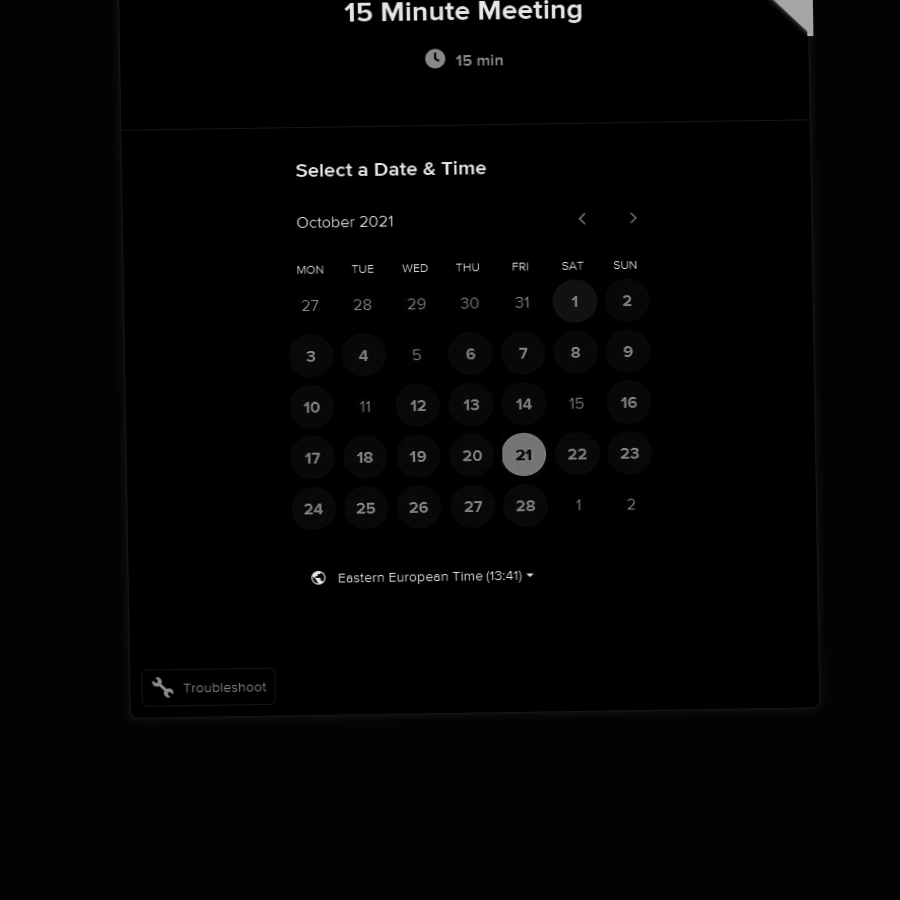 15 Minute Meeting
15 min
Select a Date & Time
October 2021
MON TUE WED THU FRI SAT SUN
27 28 29 30 31 1 2
3 4 5 6 7 8 9
10 11 12 13 14 15 16
17 18 19 20 21 22 23
24 25 26 27 28 1 2
Eastern European Time (13:41)
Troubleshoot